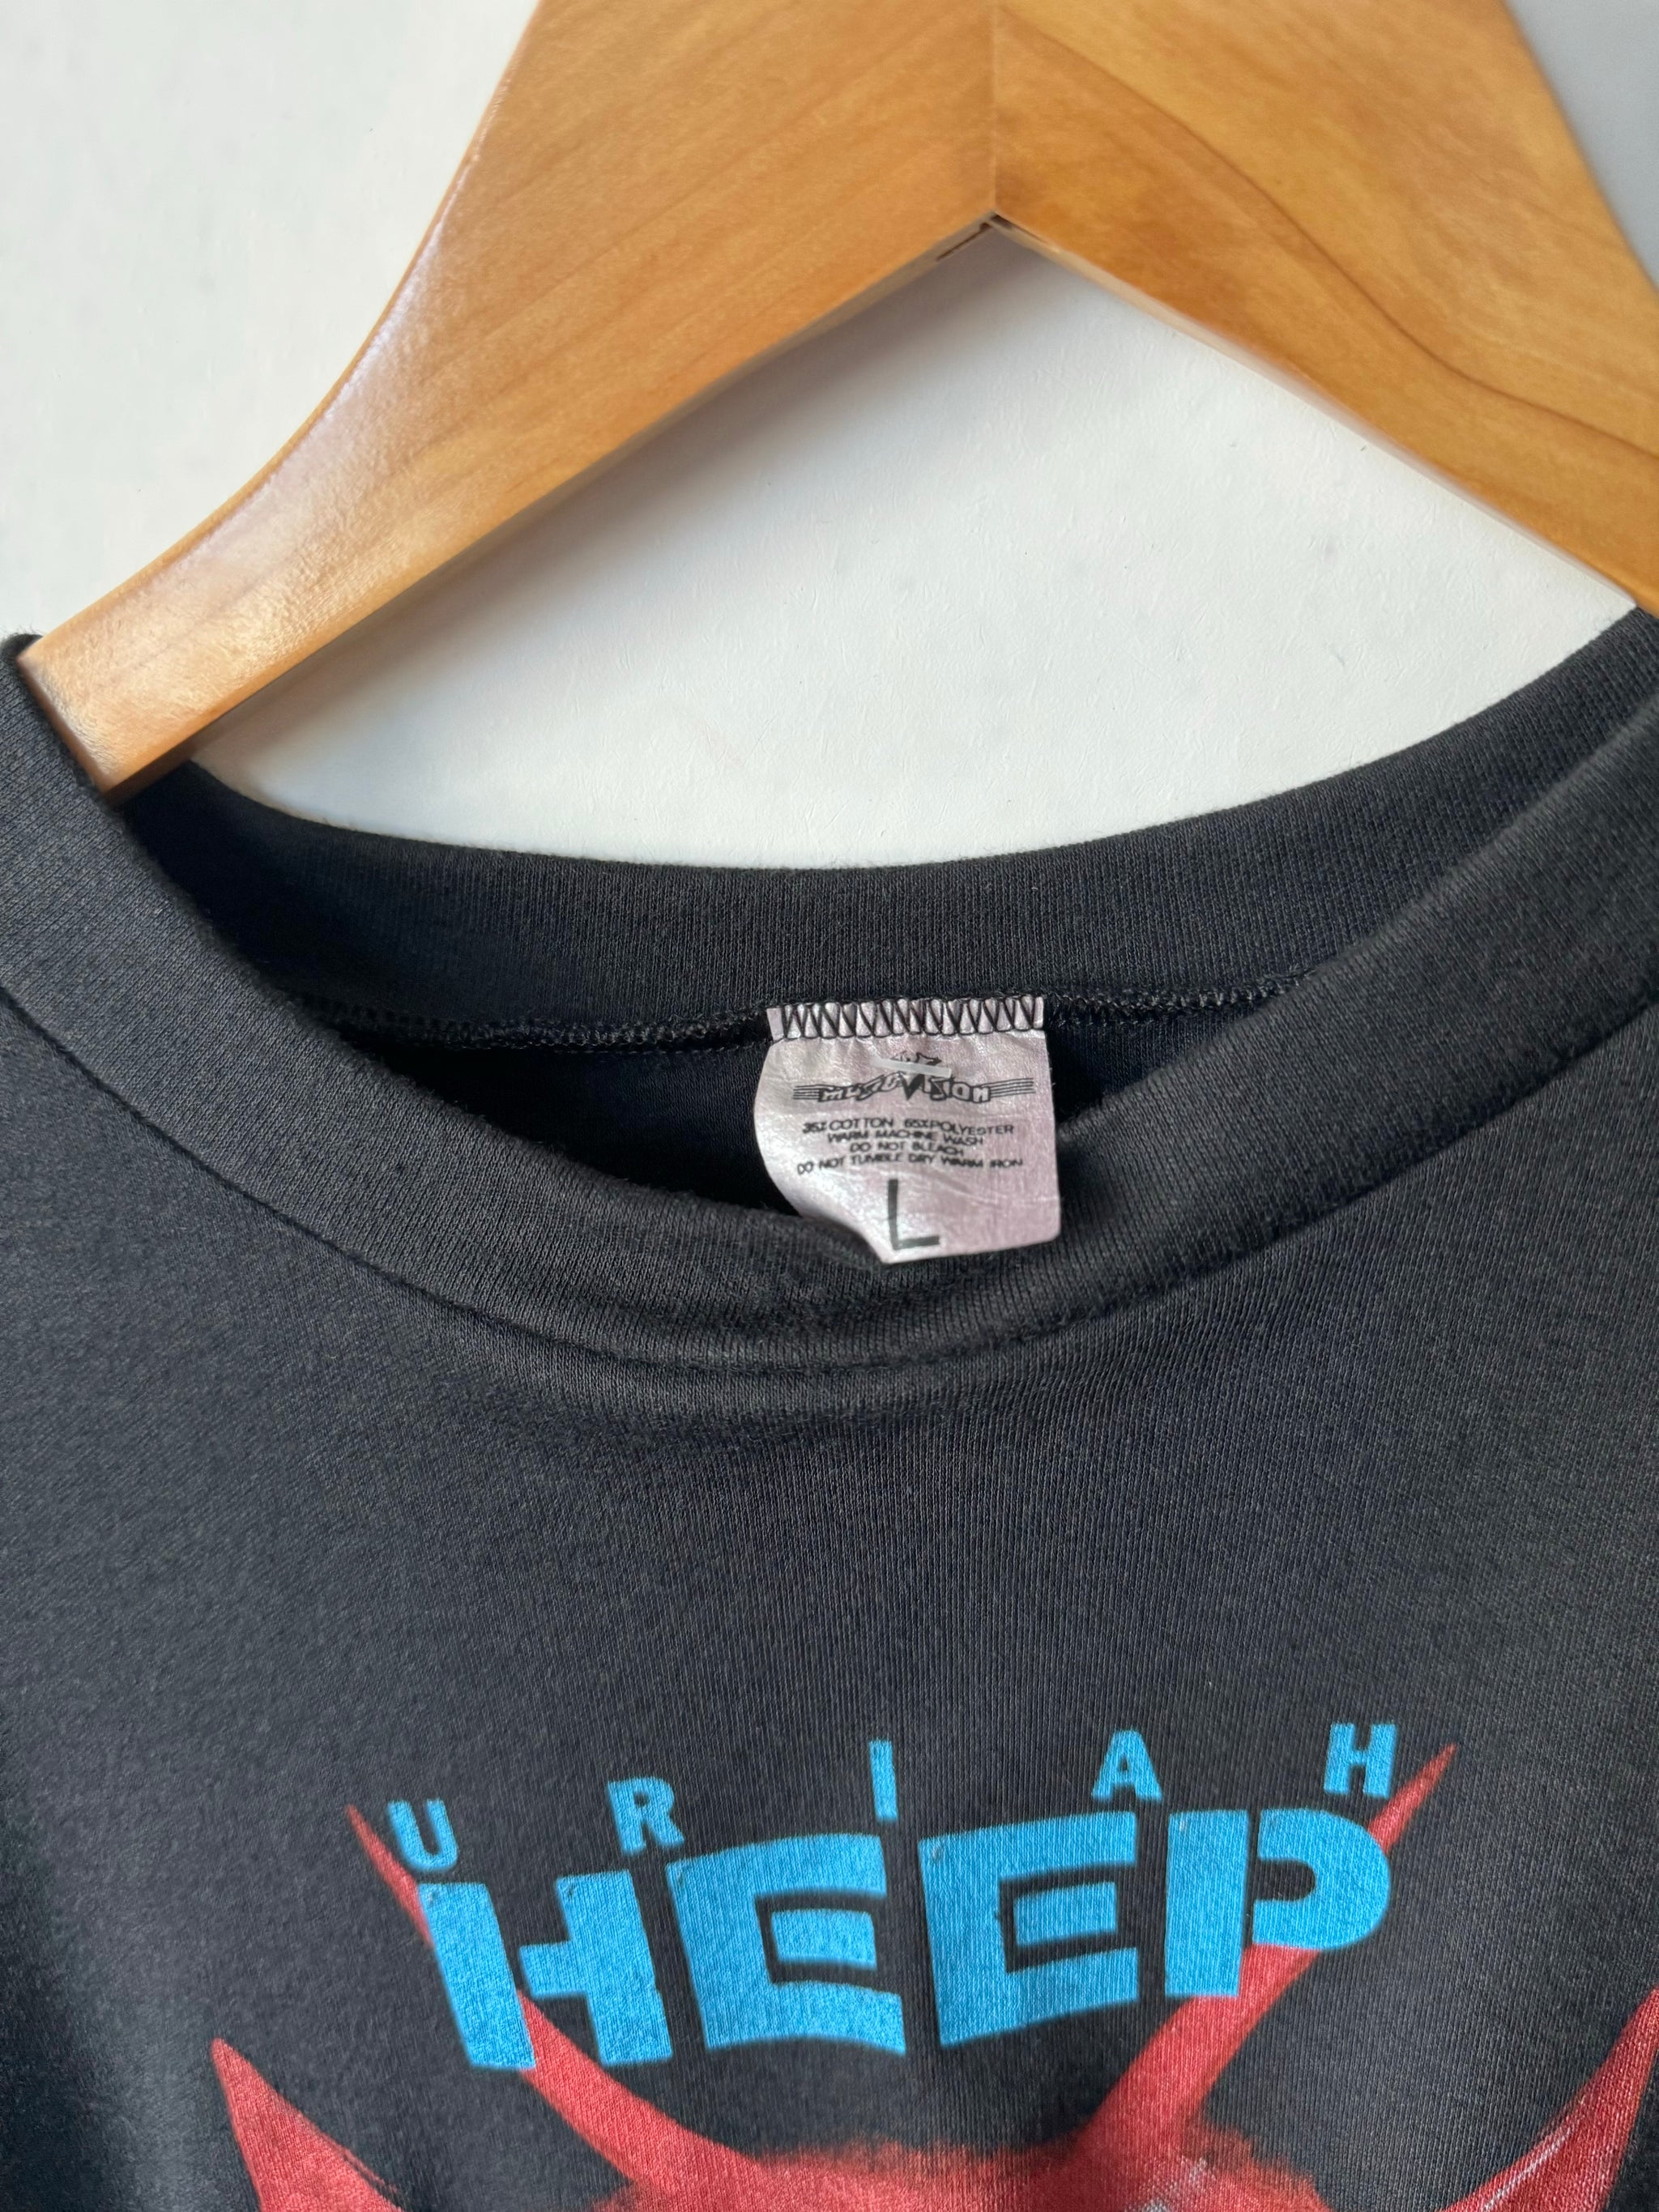 35% COTTON 65% POLYESTER
WARM MACHINE WASH
DO NOT BLEACH
DO NOT TUMBLE DRY WARM IRON
L
URIAH
HEEP